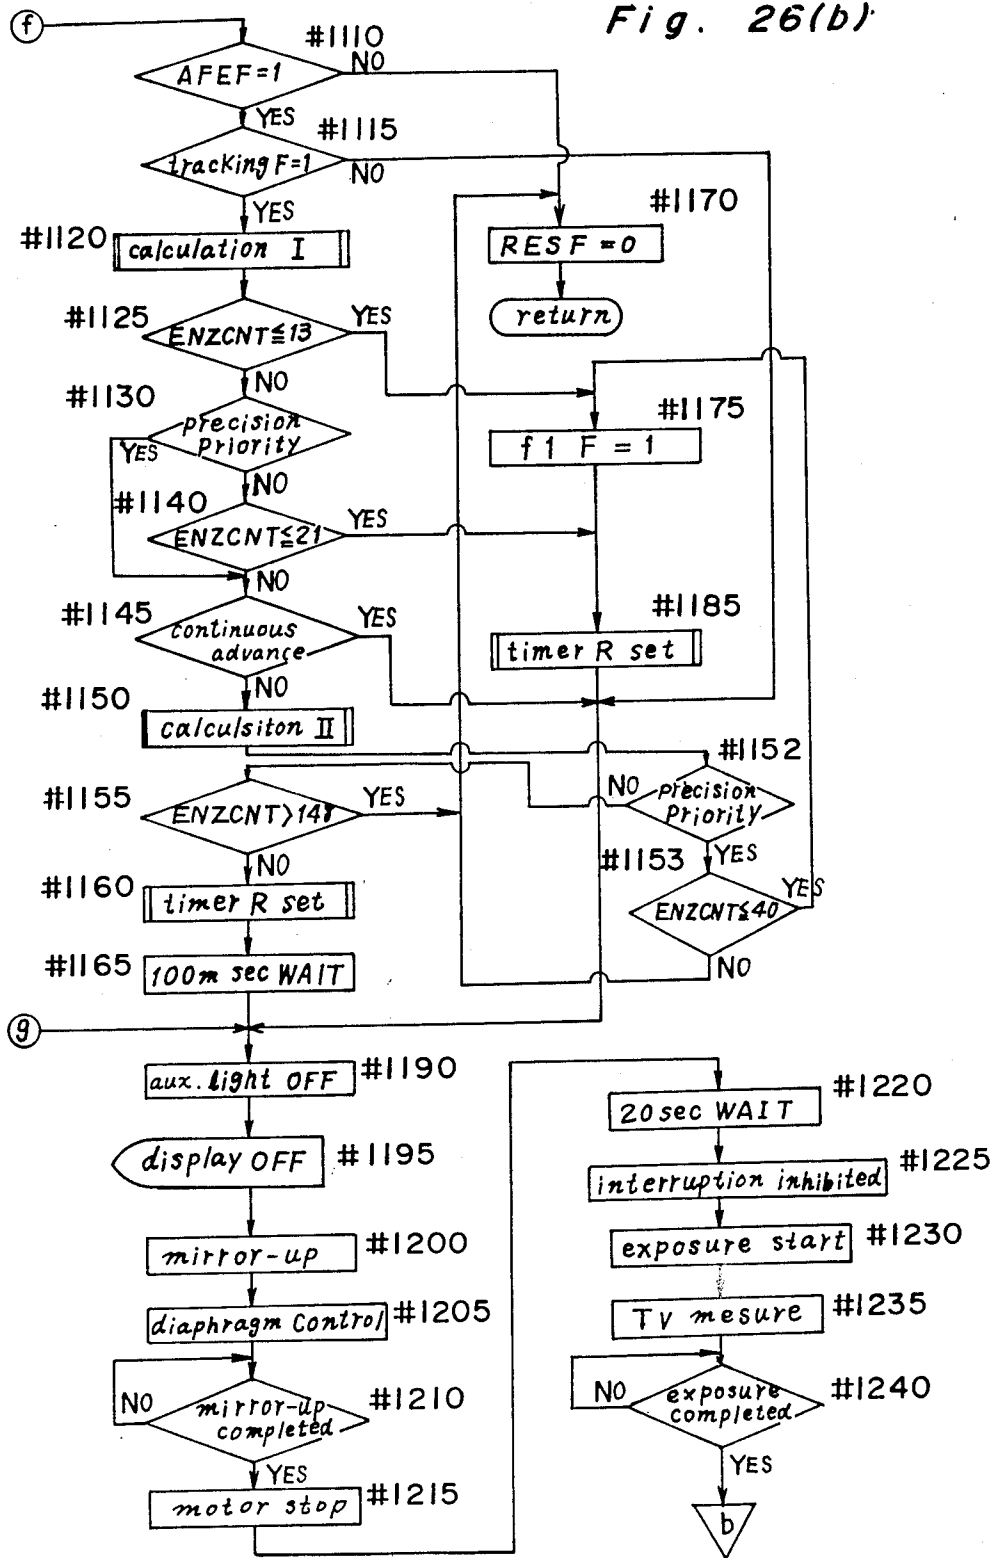 Fig. 26(b)
f
#1110
AFEF=1
NO
YES
#1115
tracking F=1
NO
YES
#1120
calculation I
#1125
ENZCNT≦13
YES
NO
#1130
precision
priority
YES
NO
#1140
ENZCNT≦21
YES
NO
#1145
continuous
advance
YES
NO
#1150
calculsiton II
#1155
YES
NO
#1160
timer R set
#1165
100m sec WAIT
g
#1170
RESF=0
return
#1175
f1 F = 1
#1185
timer R set
#1152
precision
priority
NO
YES
#1153
ENZCNT≦40
YES
NO
#1190
aux. light OFF
#1195
display OFF
#1200
mirror-up
#1205
diaphragm control
#1210
mirror-up
completed
NO
YES
#1215
motor stop
#1220
20sec WAIT
#1225
interruption inhibited
#1230
exposure start
#1235
Tv mesure
#1240
exposure
completed
NO
YES
b